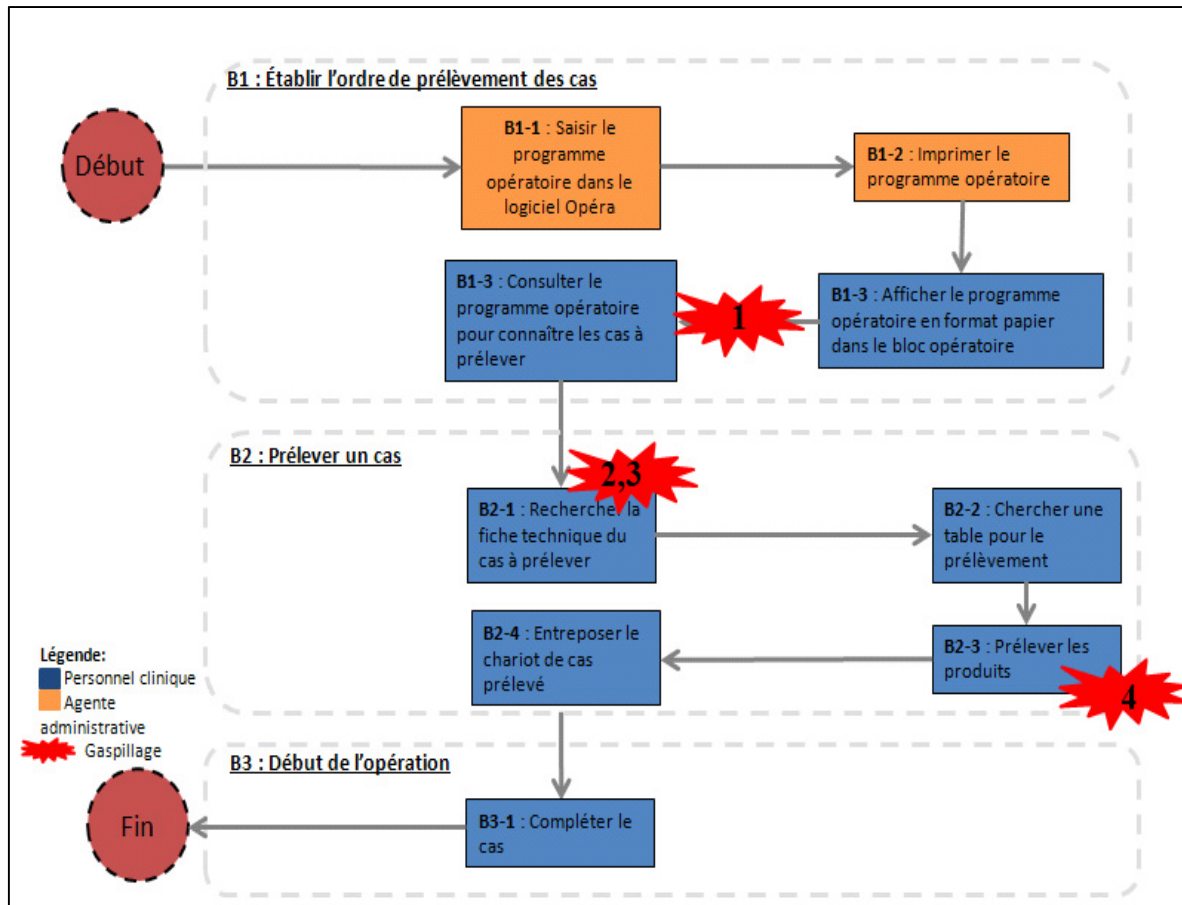 B1 : Établir l’ordre de prélèvement des cas
Début
B1-1 : Saisir le
programme
opératoire dans le
logiciel Opéra
B1-2 : Imprimer le
programme opératoire
B1-3 : Consulter le
programme opératoire
pour connaître les cas à
prélever
1
B1-3 : Afficher le programme
opératoire en format papier
dans le bloc opératoire
B2 : Prélever un cas
2,3
B2-1 : Rechercher la
fiche technique du
cas à prélever
B2-2 : Chercher une
table pour le
prélèvement
B2-4 : Entreposer le
chariot de cas
prélevé
B2-3 : Prélever les
produits
4
Légende:
Personnel clinique
Agente
administrative
Gaspillage
B3 : Début de l’opération
Fin
B3-1 : Compléter le
cas